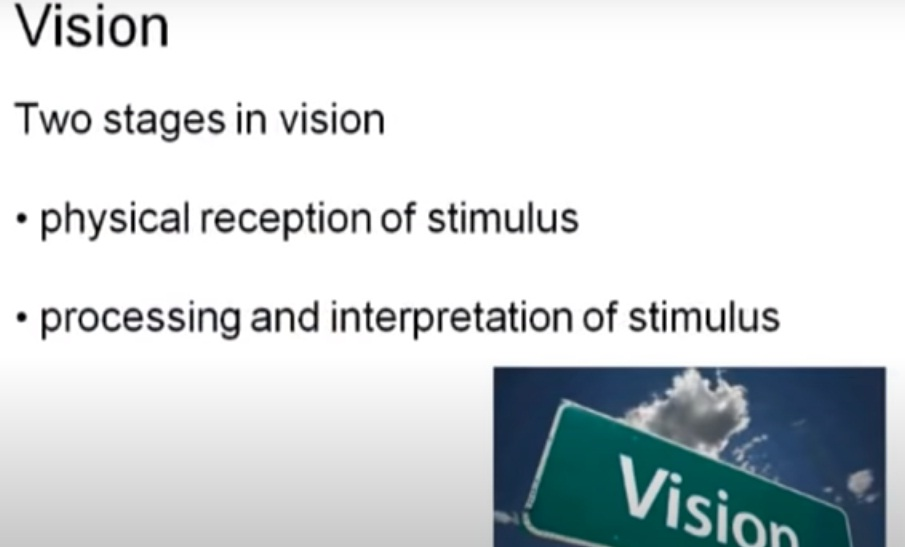 Vision
Two stages in vision
• physical reception of stimulus
• processing and interpretation of stimulus
Vision